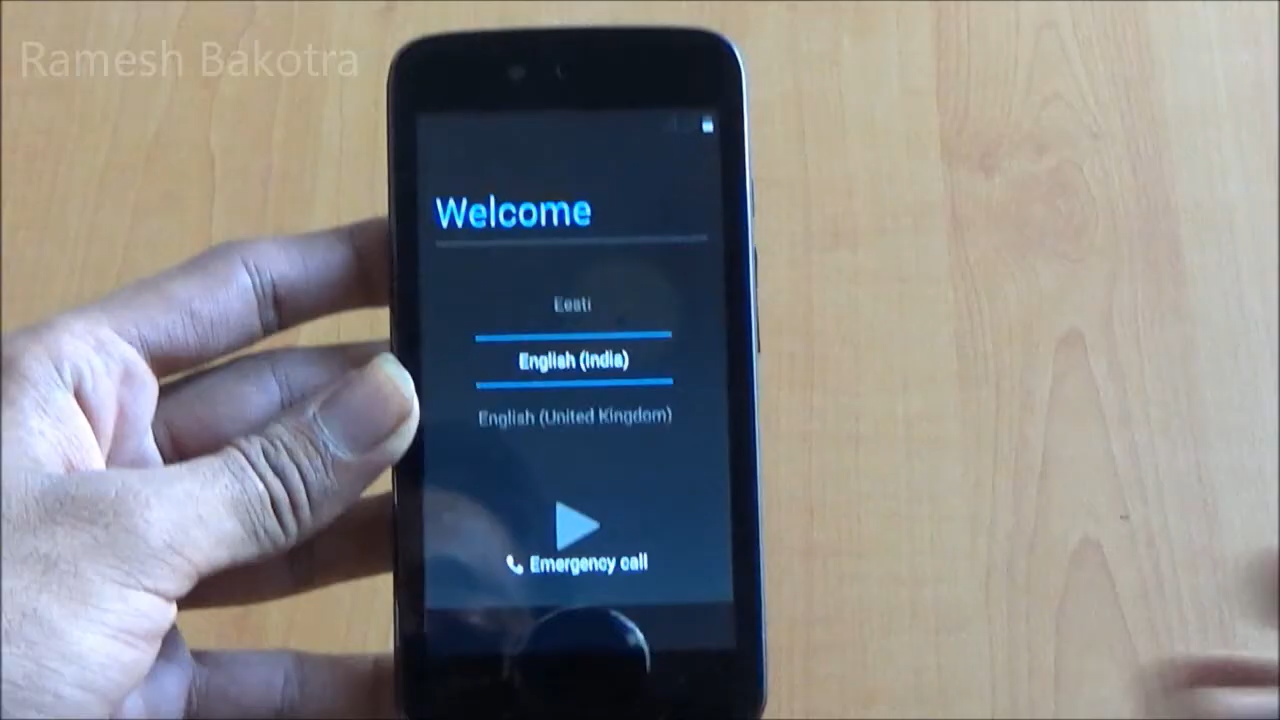 Ramesh Bakotra
Welcome
Eesti
English (India)
English (United Kingdom)
Emergency call